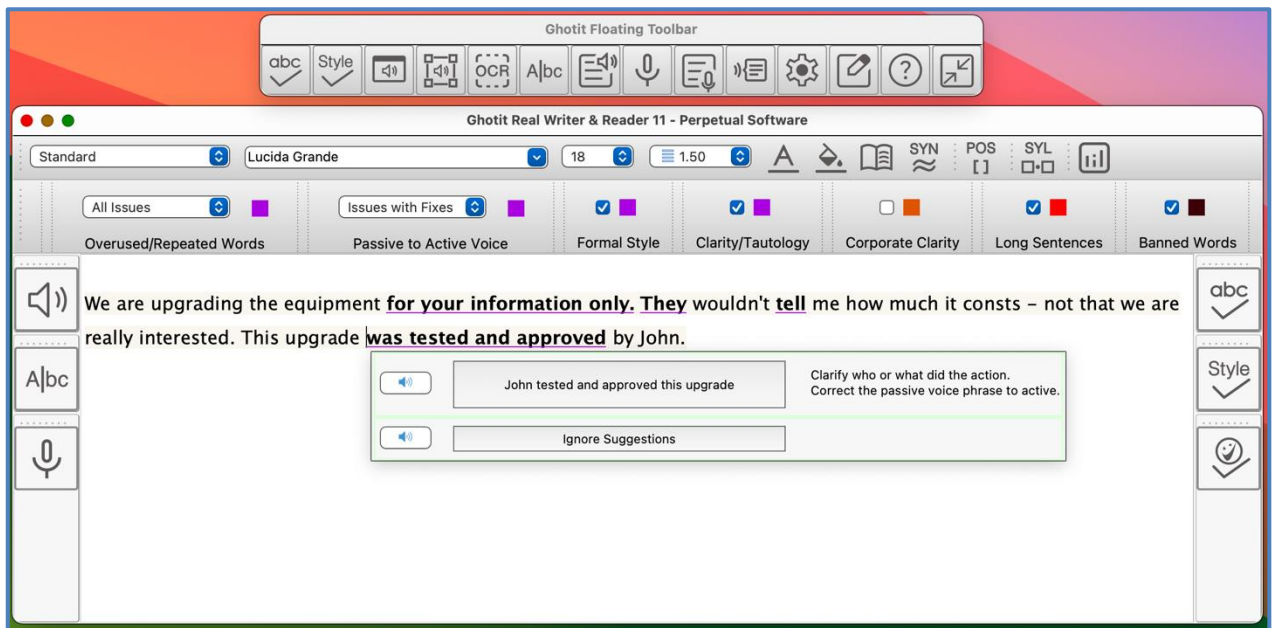 Ghotit Floating Toolbar
abc Style OCR A|bc
Ghotit Real Writer & Reader 11 - Perpetual Software
Standard Lucida Grande 18 1.50 A SYN POS [ ] SYL
All Issues Issues with Fixes
Overused/Repeated Words Passive to Active Voice Formal Style Clarity/Tautology Corporate Clarity Long Sentences Banned Words
We are upgrading the equipment for your information only. They wouldn't tell me how much it consts – not that we are
really interested. This upgrade was tested and approved by John.
John tested and approved this upgrade
Clarify who or what did the action.
Correct the passive voice phrase to active.
Ignore Suggestions
A|bc
abc
Style